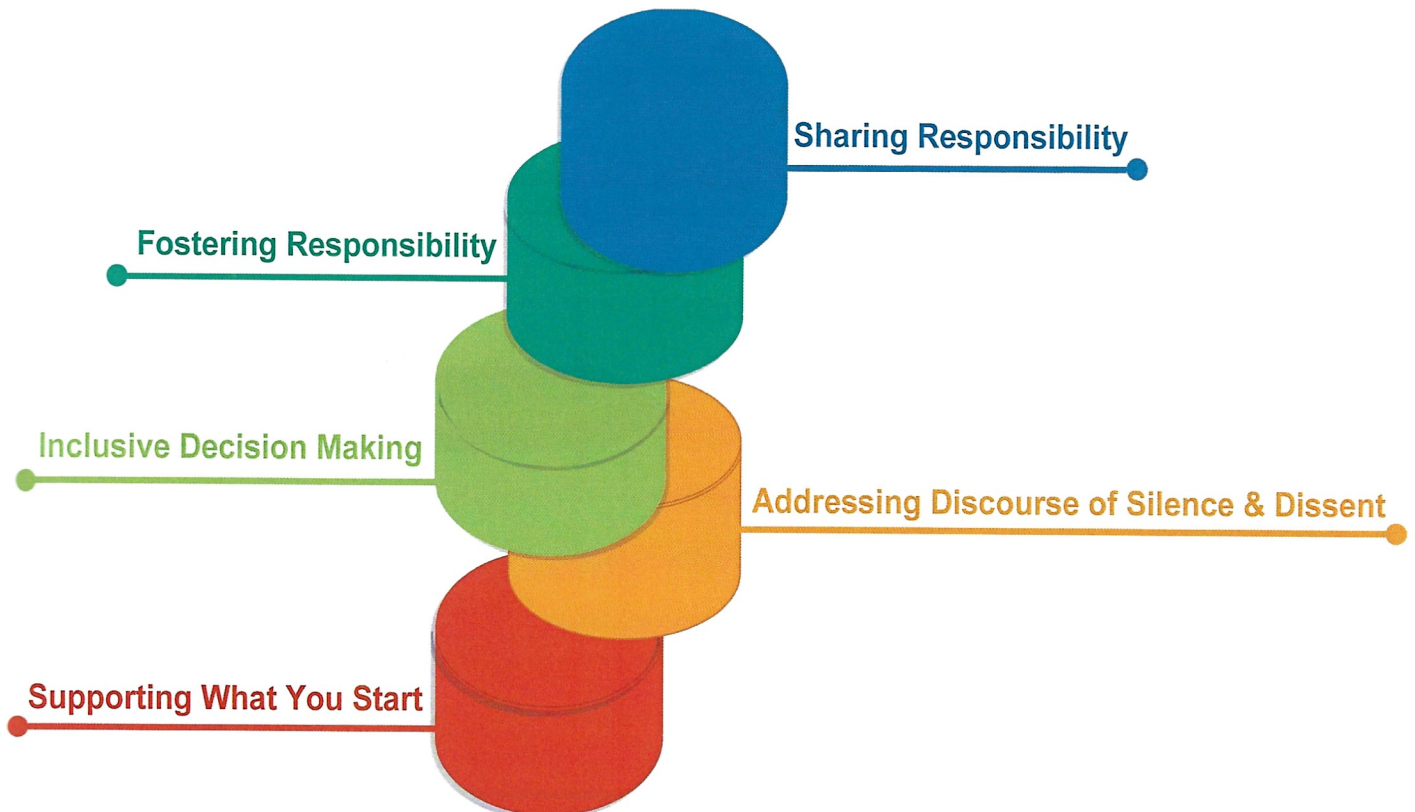 Sharing Responsibility
Fostering Responsibility
Inclusive Decision Making
Addressing Discourse of Silence & Dissent
Supporting What You Start